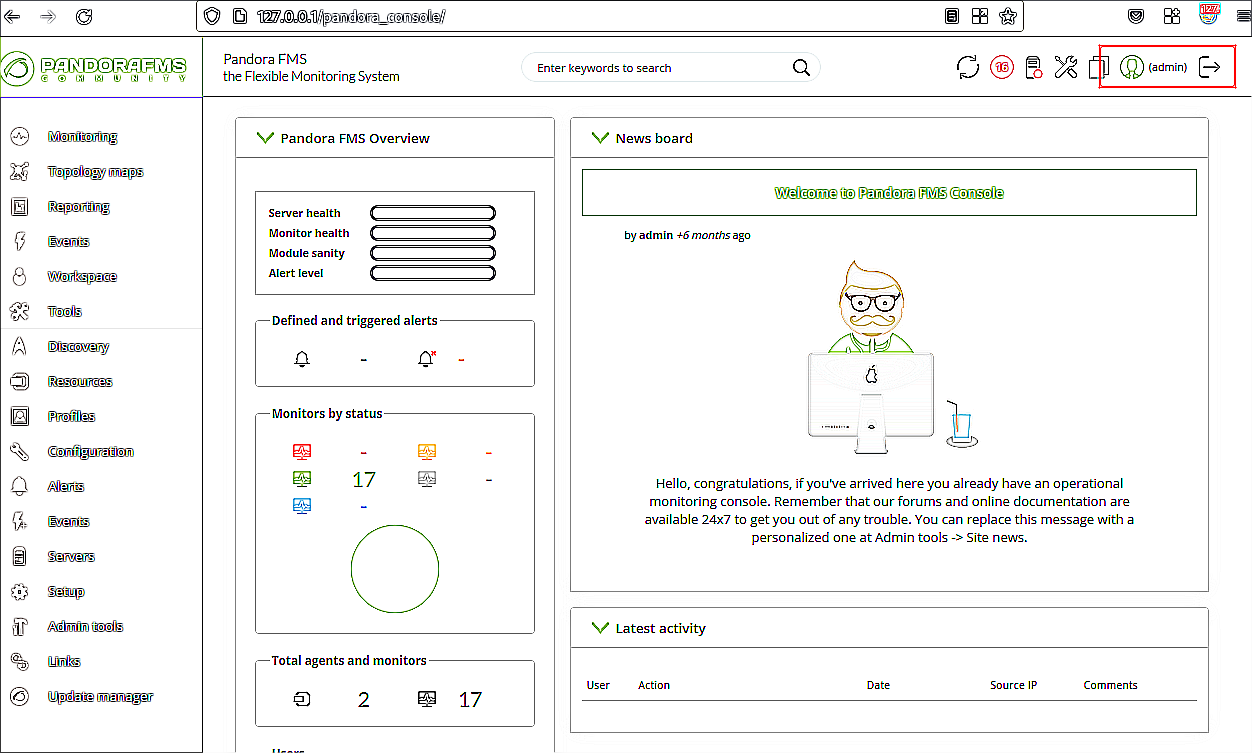 127.0.0.1/pandora_console/
127.
PANDORAFMS
COMMUNITY
Pandora FMS
the Flexible Monitoring System
Enter keywords to search
16
(admin)
Monitoring
Topology maps
Reporting
Events
Workspace
Tools
Discovery
Resources
Profiles
Configuration
Alerts
Events
Servers
Setup
Admin tools
Links
Update manager
Pandora FMS Overview
Server health
Monitor health
Module sanity
Alert level
Defined and triggered alerts
- -
Monitors by status
- -
17 -
-
Total agents and monitors
2 17
Users
News board
Welcome to Pandora FMS Console
by admin +6 months ago
Hello, congratulations, if you've arrived here you already have an operational
monitoring console. Remember that our forums and online documentation are
available 24x7 to get you out of any trouble. You can replace this message with a
personalized one at Admin tools -> Site news.
Latest activity
User Action Date Source IP Comments